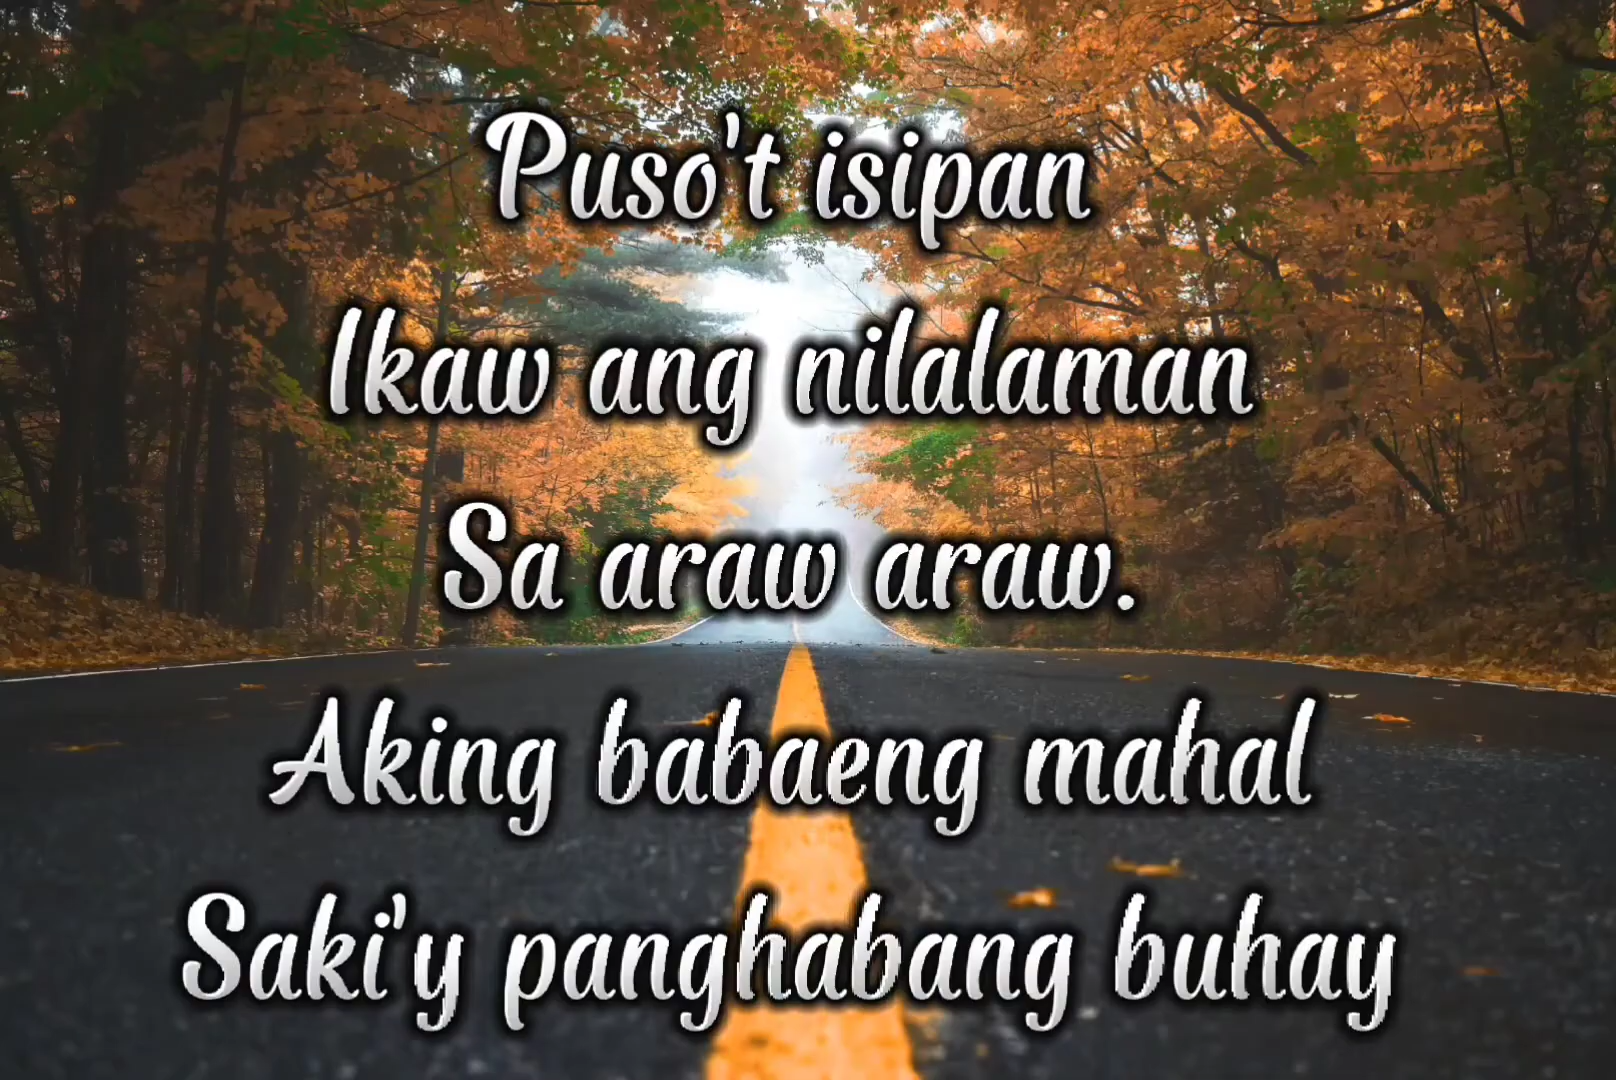 Puso't isipan
Ikaw ang nilalaman
Sa araw araw.
Aking babaeng mahal
Saki'y panghabang buhay